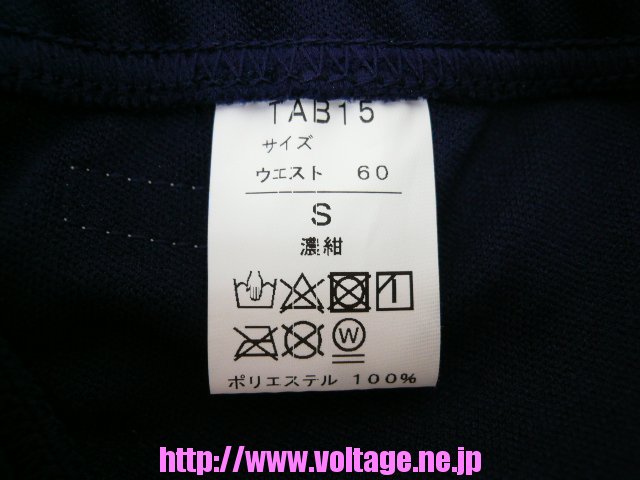 TAB15
サイズ
ウエスト 60
S
濃紺
W
ポリエステル 100%
http://www.voltage.ne.jp